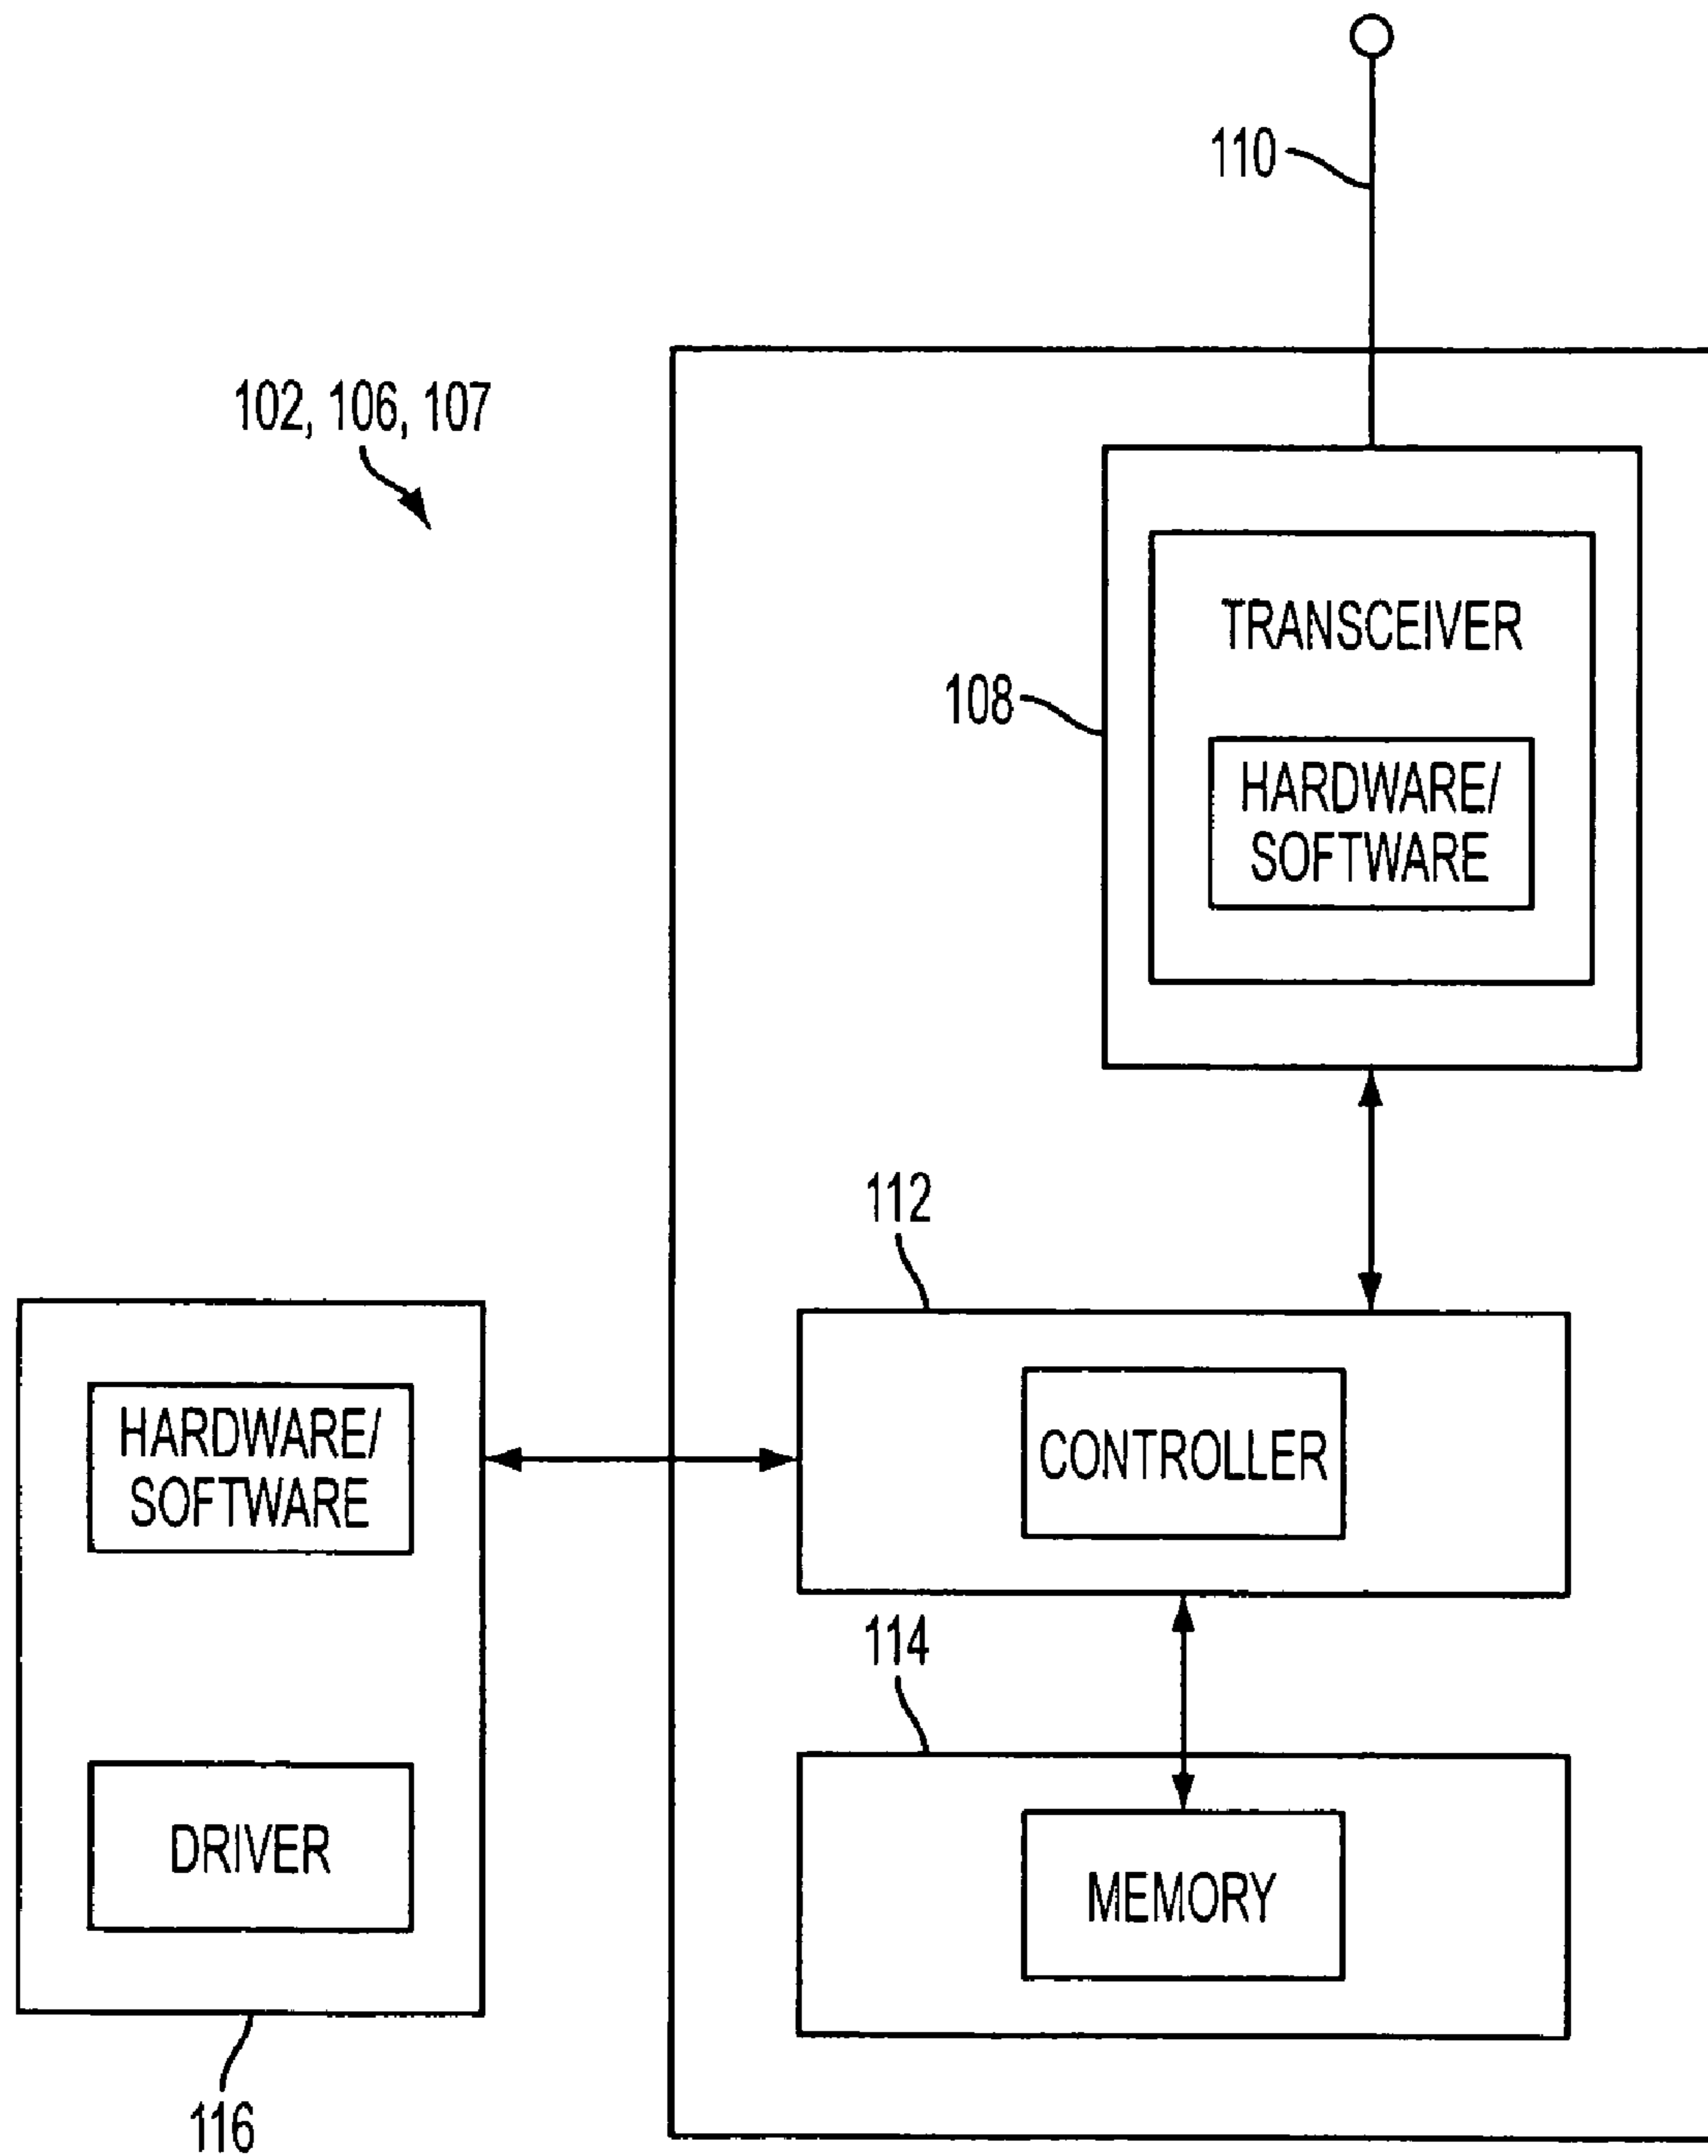 110
102, 106, 107
TRANSCEIVER
108
HARDWARE/
SOFTWARE
112
HARDWARE/
SOFTWARE
CONTROLLER
114
DRIVER
MEMORY
116